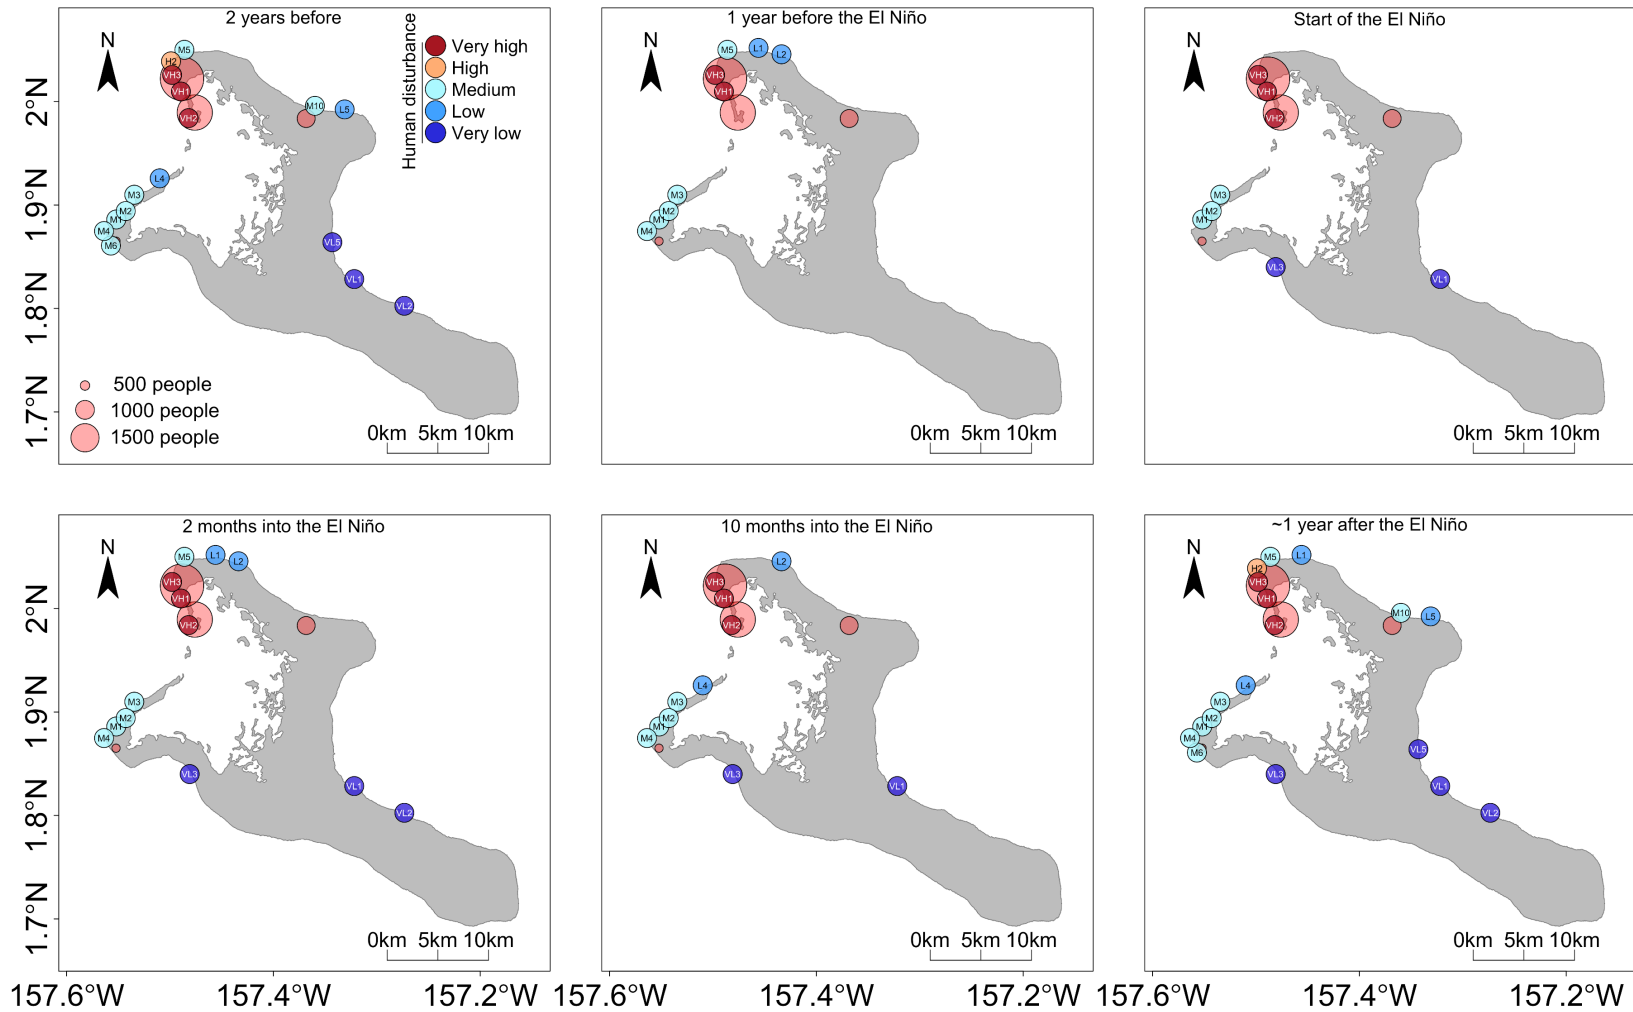 2 years before
N
Human disturbance
Very high
High
Medium
Low
Very low
M5
H2
VH3
VH1
VH2
M10
L5
L4
M3
M2
M1
M4
M6
VL5
VL1
VL2
500 people
1000 people
1500 people
0km 5km 10km
2°N
1.9°N
1.8°N
1.7°N
1 year before the El Niño
N
M5
L1
L2
VH3
VH1
M3
M2
M1
M4
0km 5km 10km
Start of the El Niño
N
VH3
VH1
VH2
M3
M2
M1
VL3
VL1
0km 5km 10km
2 months into the El Niño
N
M5
L1
L2
VH3
VH1
VH2
M3
M2
M1
M4
VL3
VL1
VL2
0km 5km 10km
2°N
1.9°N
1.8°N
1.7°N
157.6°W 157.4°W 157.2°W
10 months into the El Niño
N
L2
VH3
VH1
VH2
L4
M3
M2
M1
M4
VL3
VL1
0km 5km 10km
157.6°W 157.4°W 157.2°W
~1 year after the El Niño
N
M5
L1
H2
VH3
VH1
VH2
M10
L5
L4
M3
M2
M1
M4
M6
VL5
VL3
VL1
VL2
0km 5km 10km
157.6°W 157.4°W 157.2°W